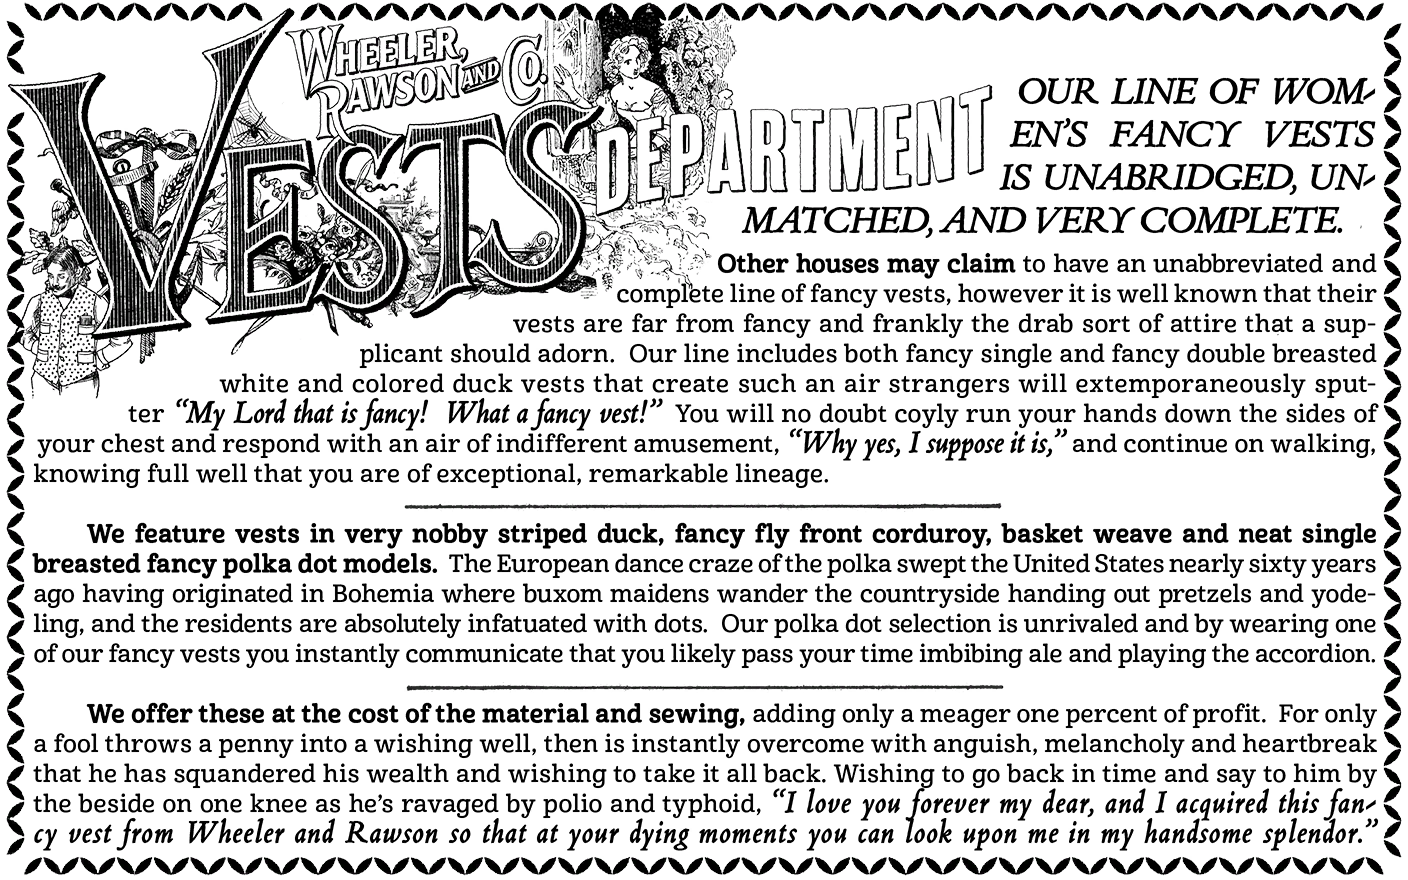 WHEELER,
RAWSON AND CO.
VESTS DEPARTMENT
OUR LINE OF WOM-
EN'S FANCY VESTS
IS UNABRIDGED, UN-
MATCHED, AND VERY COMPLETE.
Other houses may claim to have an unabbreviated and
complete line of fancy vests, however it is well known that their
vests are far from fancy and frankly the drab sort of attire that a sup-
plicant should adorn. Our line includes both fancy single and fancy double breasted
white and colored duck vests that create such an air strangers will extemporaneously sput-
ter “My Lord that is fancy! What a fancy vest!” You will no doubt coyly run your hands down the sides of
your chest and respond with an air of indifferent amusement, “Why yes, I suppose it is,” and continue on walking,
knowing full well that you are of exceptional, remarkable lineage.
We feature vests in very nobby striped duck, fancy fly front corduroy, basket weave and neat single
breasted fancy polka dot models. The European dance craze of the polka swept the United States nearly sixty years
ago having originated in Bohemia where buxom maidens wander the countryside handing out pretzels and yode-
ling, and the residents are absolutely infatuated with dots. Our polka dot selection is unrivaled and by wearing one
of our fancy vests you instantly communicate that you likely pass your time imbibing ale and playing the accordion.
We offer these at the cost of the material and sewing, adding only a meager one percent of profit. For only
a fool throws a penny into a wishing well, then is instantly overcome with anguish, melancholy and heartbreak
that he has squandered his wealth and wishing to take it all back. Wishing to go back in time and say to him by
the beside on one knee as he's ravaged by polio and typhoid, “I love you forever my dear, and I acquired this fan-
cy vest from Wheeler and Rawson so that at your dying moments you can look upon me in my handsome splendor.”